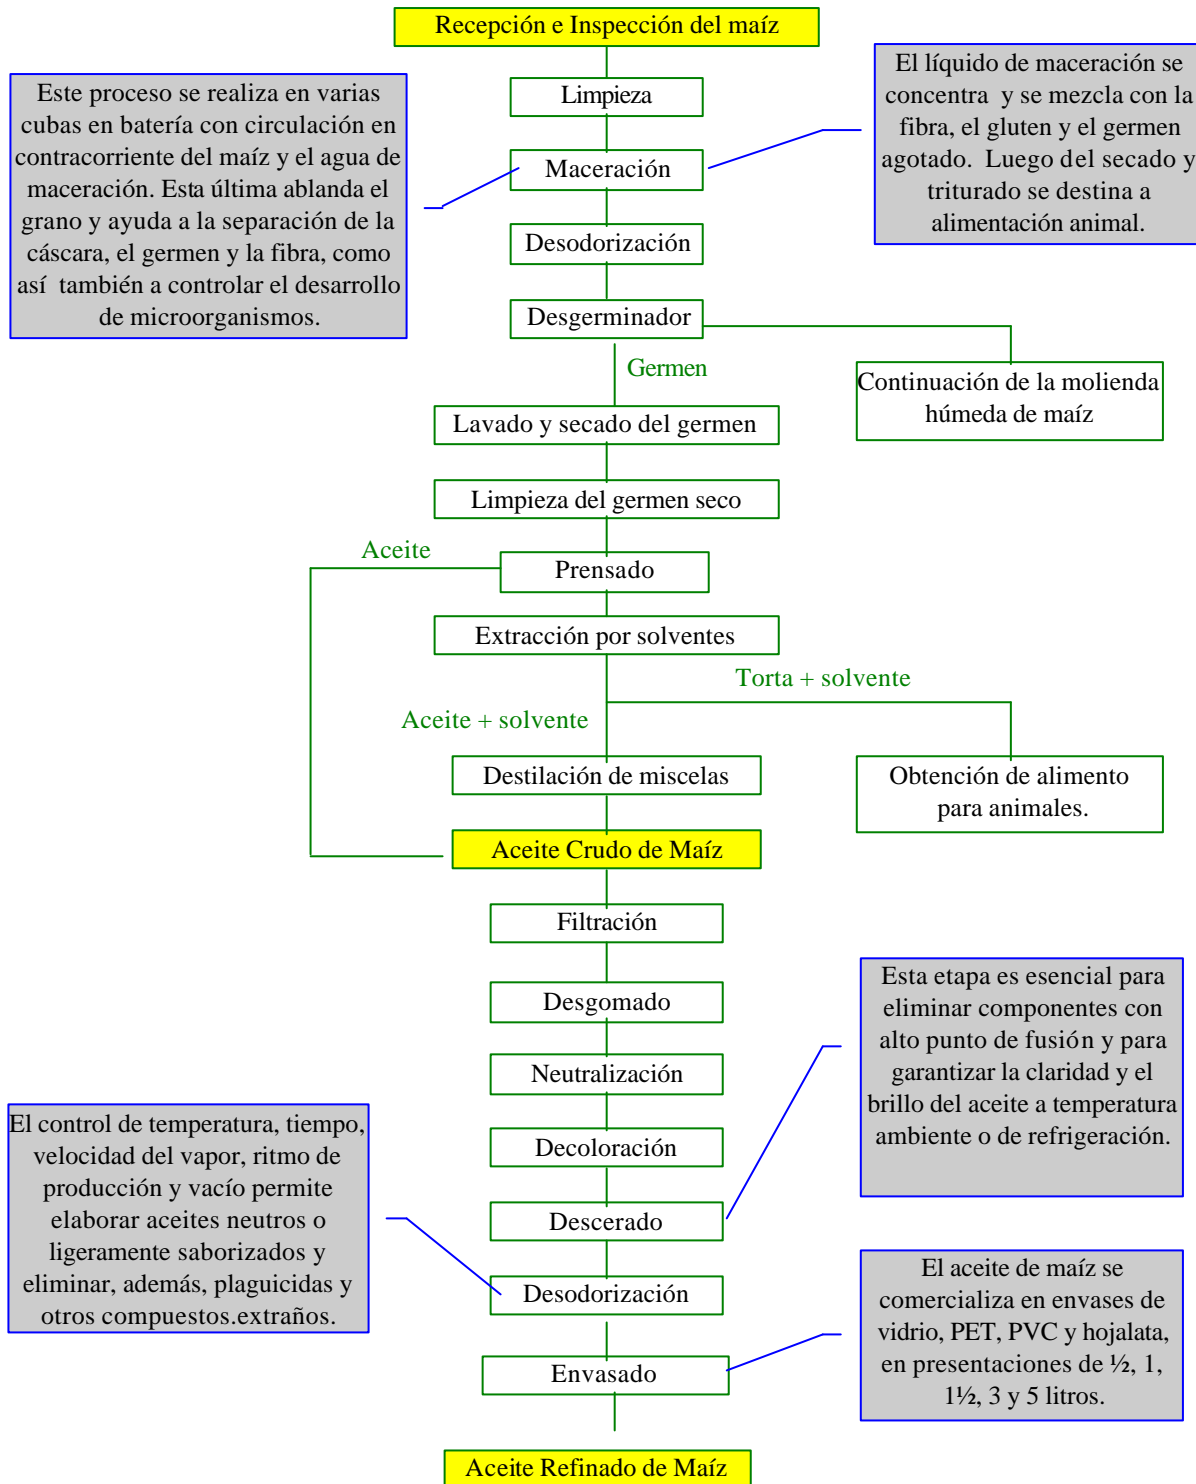 Recepción e Inspección del maíz
Limpieza
Este proceso se realiza en varias
cubas en batería con circulación en
contracorriente del maíz y el agua de
maceración. Esta última ablanda el
grano y ayuda a la separación de la
cáscara, el germen y la fibra, como
así también a controlar el desarrollo
de microorganismos.
Maceración
El líquido de maceración se
concentra y se mezcla con la
fibra, el gluten y el germen
agotado. Luego del secado y
triturado se destina a
alimentación animal.
Desodorización
Desgerminador
Germen
Continuación de la molienda
húmeda de maíz
Lavado y secado del germen
Limpieza del germen seco
Aceite
Prensado
Extracción por solventes
Torta + solvente
Aceite + solvente
Destilación de miscelas
Obtención de alimento
para animales.
Aceite Crudo de Maíz
Filtración
Desgomado
Neutralización
Decoloración
Descerado
Esta etapa es esencial para
eliminar componentes con
alto punto de fusión y para
garantizar la claridad y el
brillo del aceite a temperatura
ambiente o de refrigeración.
El control de temperatura, tiempo,
velocidad del vapor, ritmo de
producción y vacío permite
elaborar aceites neutros o
ligeramente saborizados y
eliminar, además, plaguicidas y
otros compuestos.extraños.
Desodorización
Envasado
El aceite de maíz se
comercializa en envases de
vidrio, PET, PVC y hojalata,
en presentaciones de ½, 1,
1½, 3 y 5 litros.
Aceite Refinado de Maíz